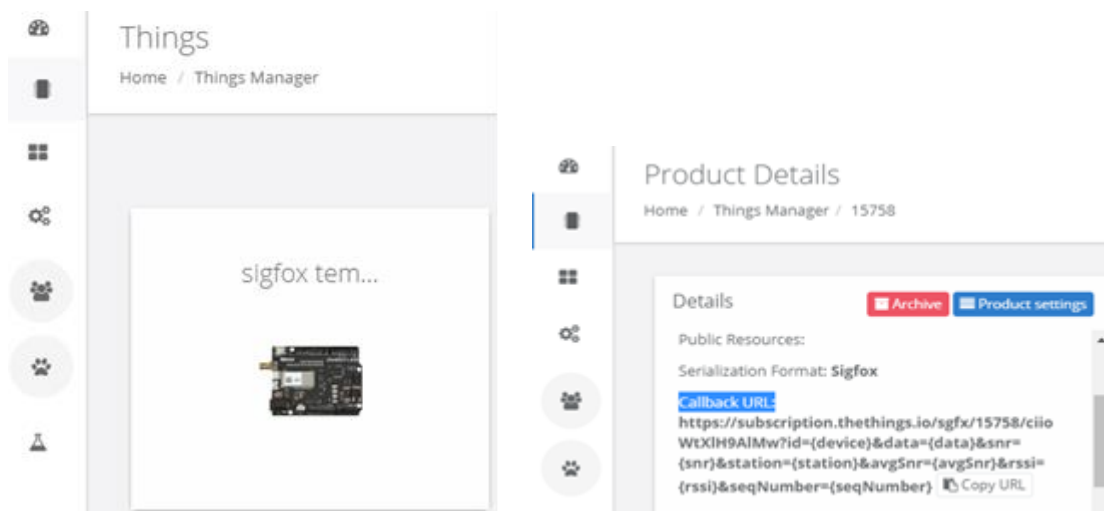 Things
Home / Things Manager
sigfox tem...
Product Details
Home / Things Manager / 15758
Details
Archive
Product settings
Public Resources:
Serialization Format: Sigfox
Callback URL:
https://subscription.thethings.io/sgfx/15758/ciio
WtXlH9AlMw?id={device}&data={data}&snr=
{snr}&station={station}&avgSnr={avgSnr}&rssi=
{rssi}&seqNumber={seqNumber} Copy URL